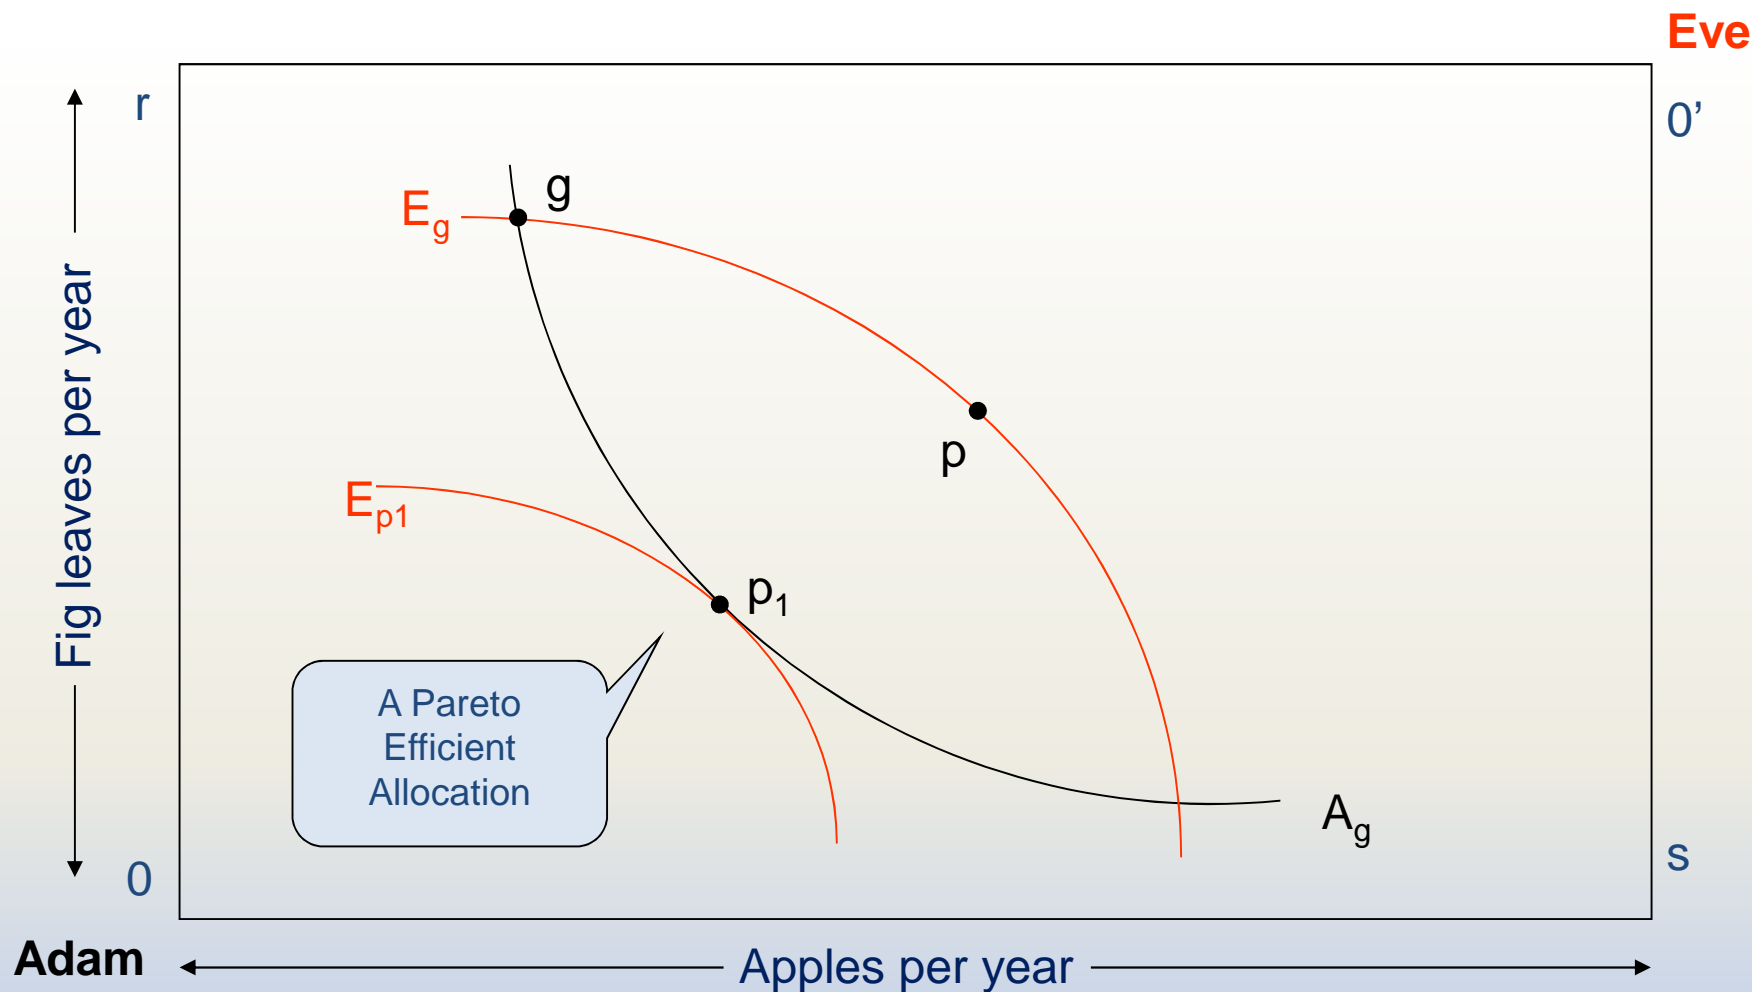 Eve
r
0’
g
Eg
Fig leaves per year
p
Ep1
p1
A Pareto
Efficient
Allocation
Ag
s
0
Adam
Apples per year